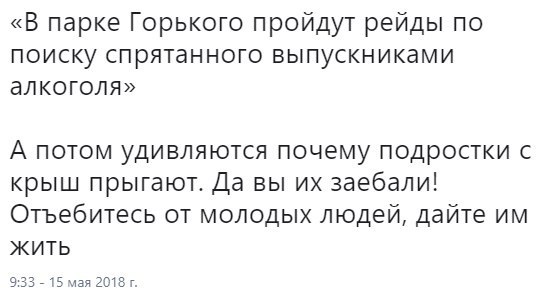 «В парке Горького пройдут рейды по
поиску спрятанного выпускниками
алкоголя»
А потом удивляются почему подростки с
крыш прыгают. Да вы их заебали!
Отъебитесь от молодых людей, дайте им
жить
9:33 - 15 мая 2018 г.